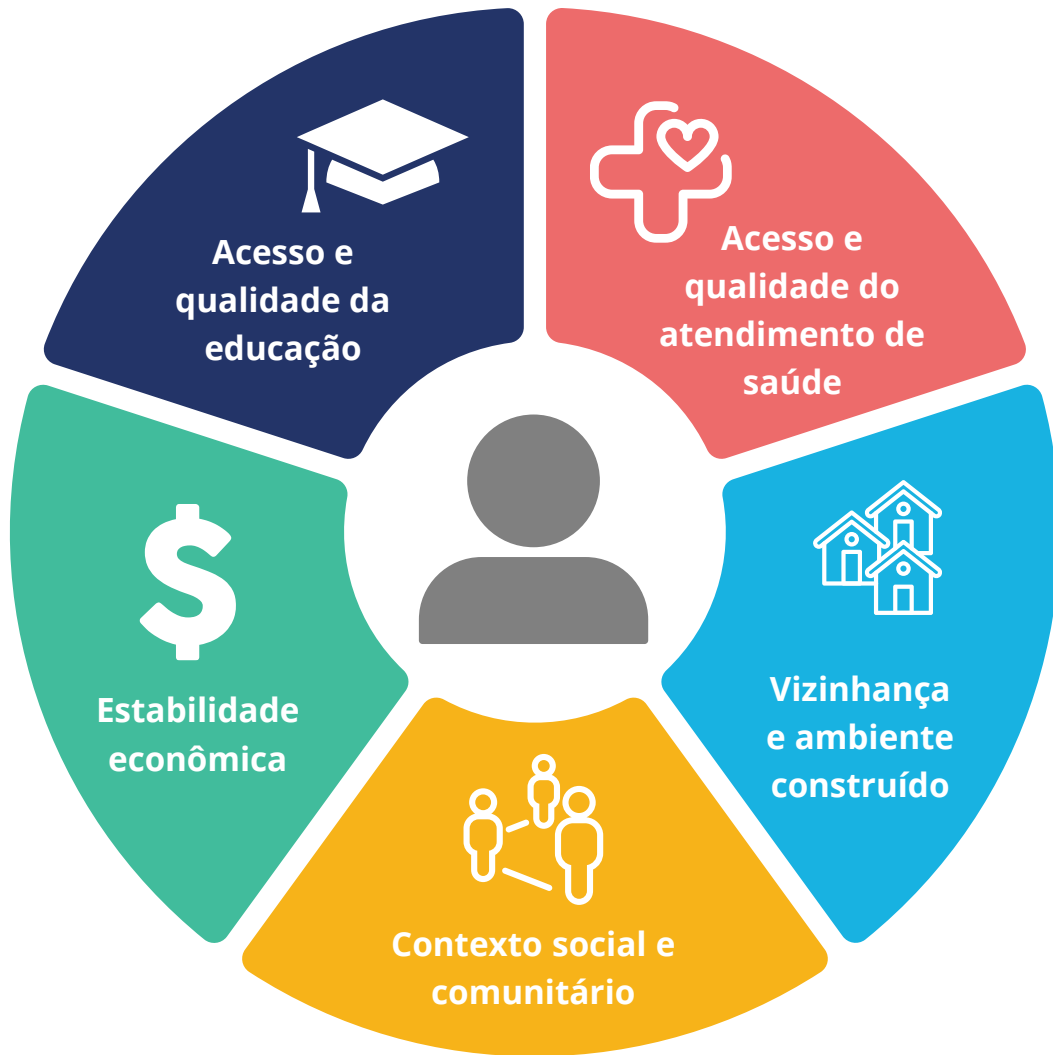 Acesso e
qualidade da
educação
Acesso e
qualidade do
atendimento de
saúde
Estabilidade
econômica
Vizinhança
e ambiente
construído
Contexto social e
comunitário